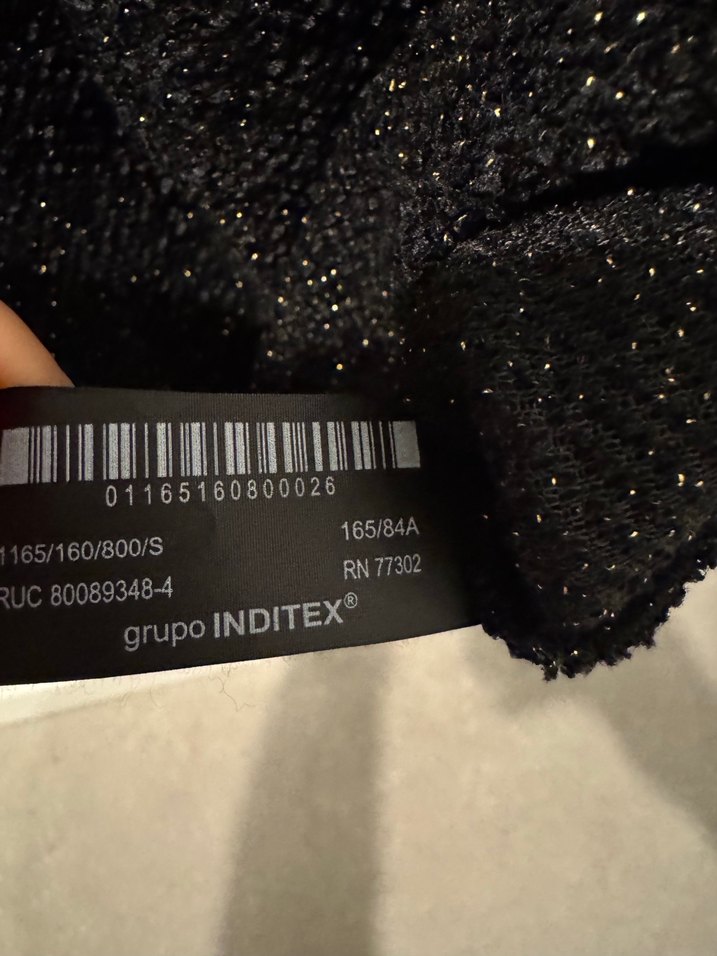 01165160800026
1165/160/800/S
165/84A
RUC 80089348-4
RN 77302
grupo INDITEX®